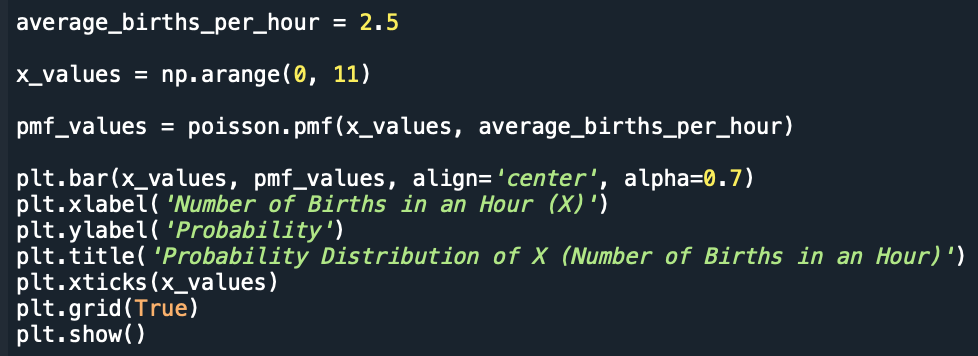 average_births_per_hour = 2.5
x_values = np.arange(0, 11)
pmf_values = poisson.pmf(x_values, average_births_per_hour)
plt.bar(x_values, pmf_values, align='center', alpha=0.7)
plt.xlabel('Number of Births in an Hour (X)')
plt.ylabel('Probability')
plt.title('Probability Distribution of X (Number of Births in an Hour)')
plt.xticks(x_values)
plt.grid(True)
plt.show()